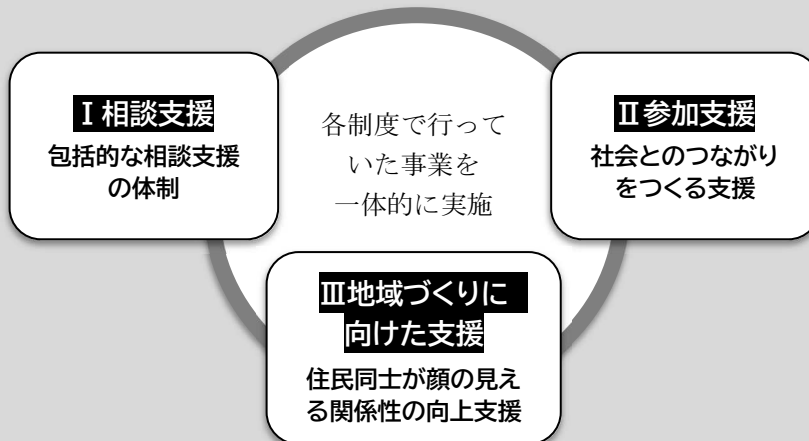 Ⅰ相談支援
包括的な相談支援
の体制
各制度で行って
いた事業を
一体的に実施
Ⅱ参加支援
社会とのつながり
をつくる支援
Ⅲ地域づくりに
向けた支援
住民同士が顔の見え
る関係性の向上支援